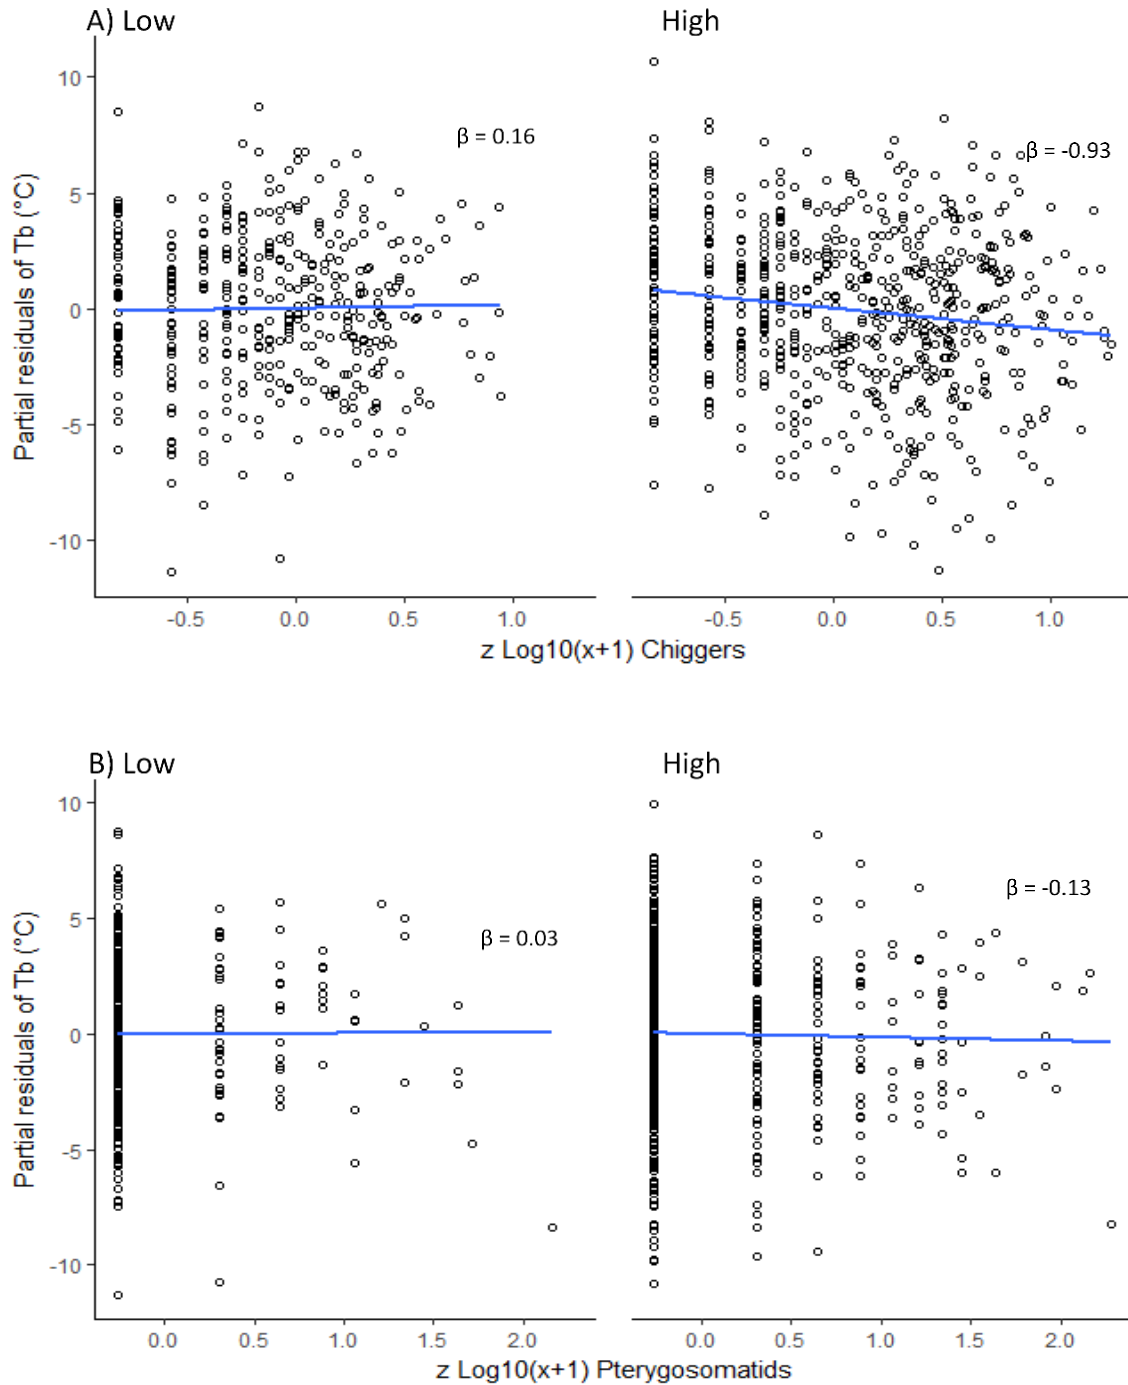 A) Low
High
10
5
0
-5
-10
β = 0.16
β = -0.93
Partial residuals of Tb (°C)
-0.5 0.0 0.5 1.0
-0.5 0.0 0.5 1.0
z Log10(x+1) Chiggers
B) Low
High
10
5
0
-5
-10
β = 0.03
β = -0.13
Partial residuals of Tb (°C)
0.0 0.5 1.0 1.5 2.0
0.0 0.5 1.0 1.5 2.0
z Log10(x+1) Pterygosomatids